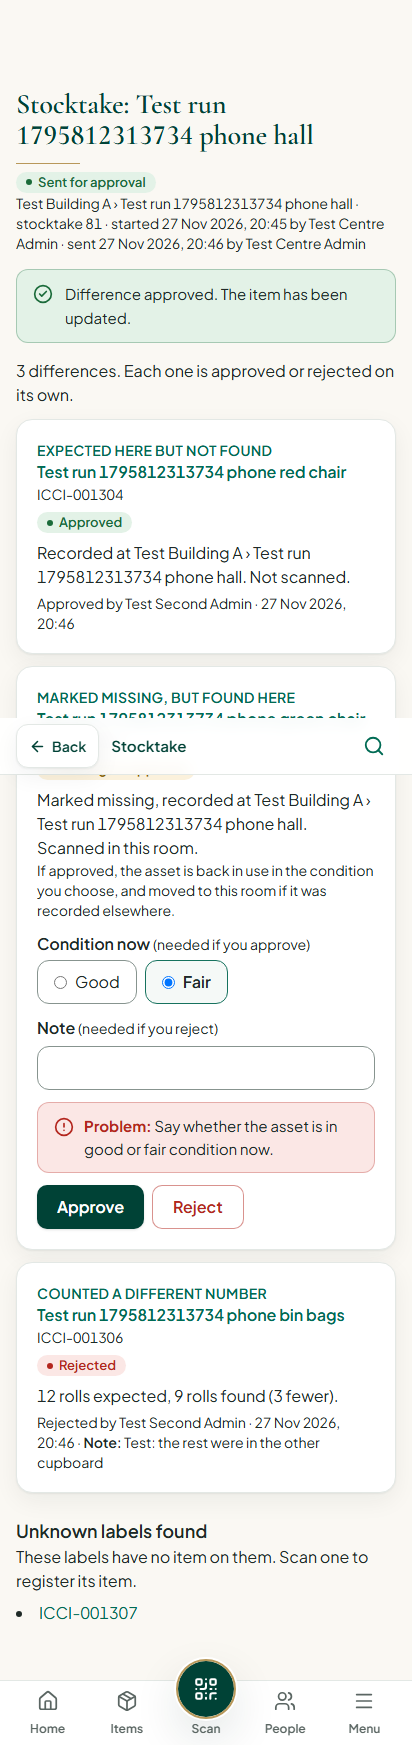 Stocktake: Test run
1795812313734 phone hall
Sent for approval
Test Building A › Test run 1795812313734 phone hall ·
stocktake 81 · started 27 Nov 2026, 20:45 by Test Centre
Admin · sent 27 Nov 2026, 20:46 by Test Centre Admin
Difference approved. The item has been
updated.
3 differences. Each one is approved or rejected on
its own.
EXPECTED HERE BUT NOT FOUND
Test run 1795812313734 phone red chair
ICCI-001304
Approved
Recorded at Test Building A › Test run
1795812313734 phone hall. Not scanned.
Approved by Test Second Admin · 27 Nov 2026,
20:46
MARKED MISSING, BUT FOUND HERE
Test run 1795812313734 phone green chair
Back
Stocktake
Marked missing, recorded at Test Building A ›
Test run 1795812313734 phone hall.
Scanned in this room.
If approved, the asset is back in use in the condition
you choose, and moved to this room if it was
recorded elsewhere.
Condition now (needed if you approve)
Good
Fair
Note (needed if you reject)
Problem: Say whether the asset is in
good or fair condition now.
Approve
Reject
COUNTED A DIFFERENT NUMBER
Test run 1795812313734 phone bin bags
ICCI-001306
Rejected
12 rolls expected, 9 rolls found (3 fewer).
Rejected by Test Second Admin · 27 Nov 2026,
20:46 · Note: Test: the rest were in the other
cupboard
Unknown labels found
These labels have no item on them. Scan one to
register its item.
ICCI-001307
Home
Items
Scan
People
Menu